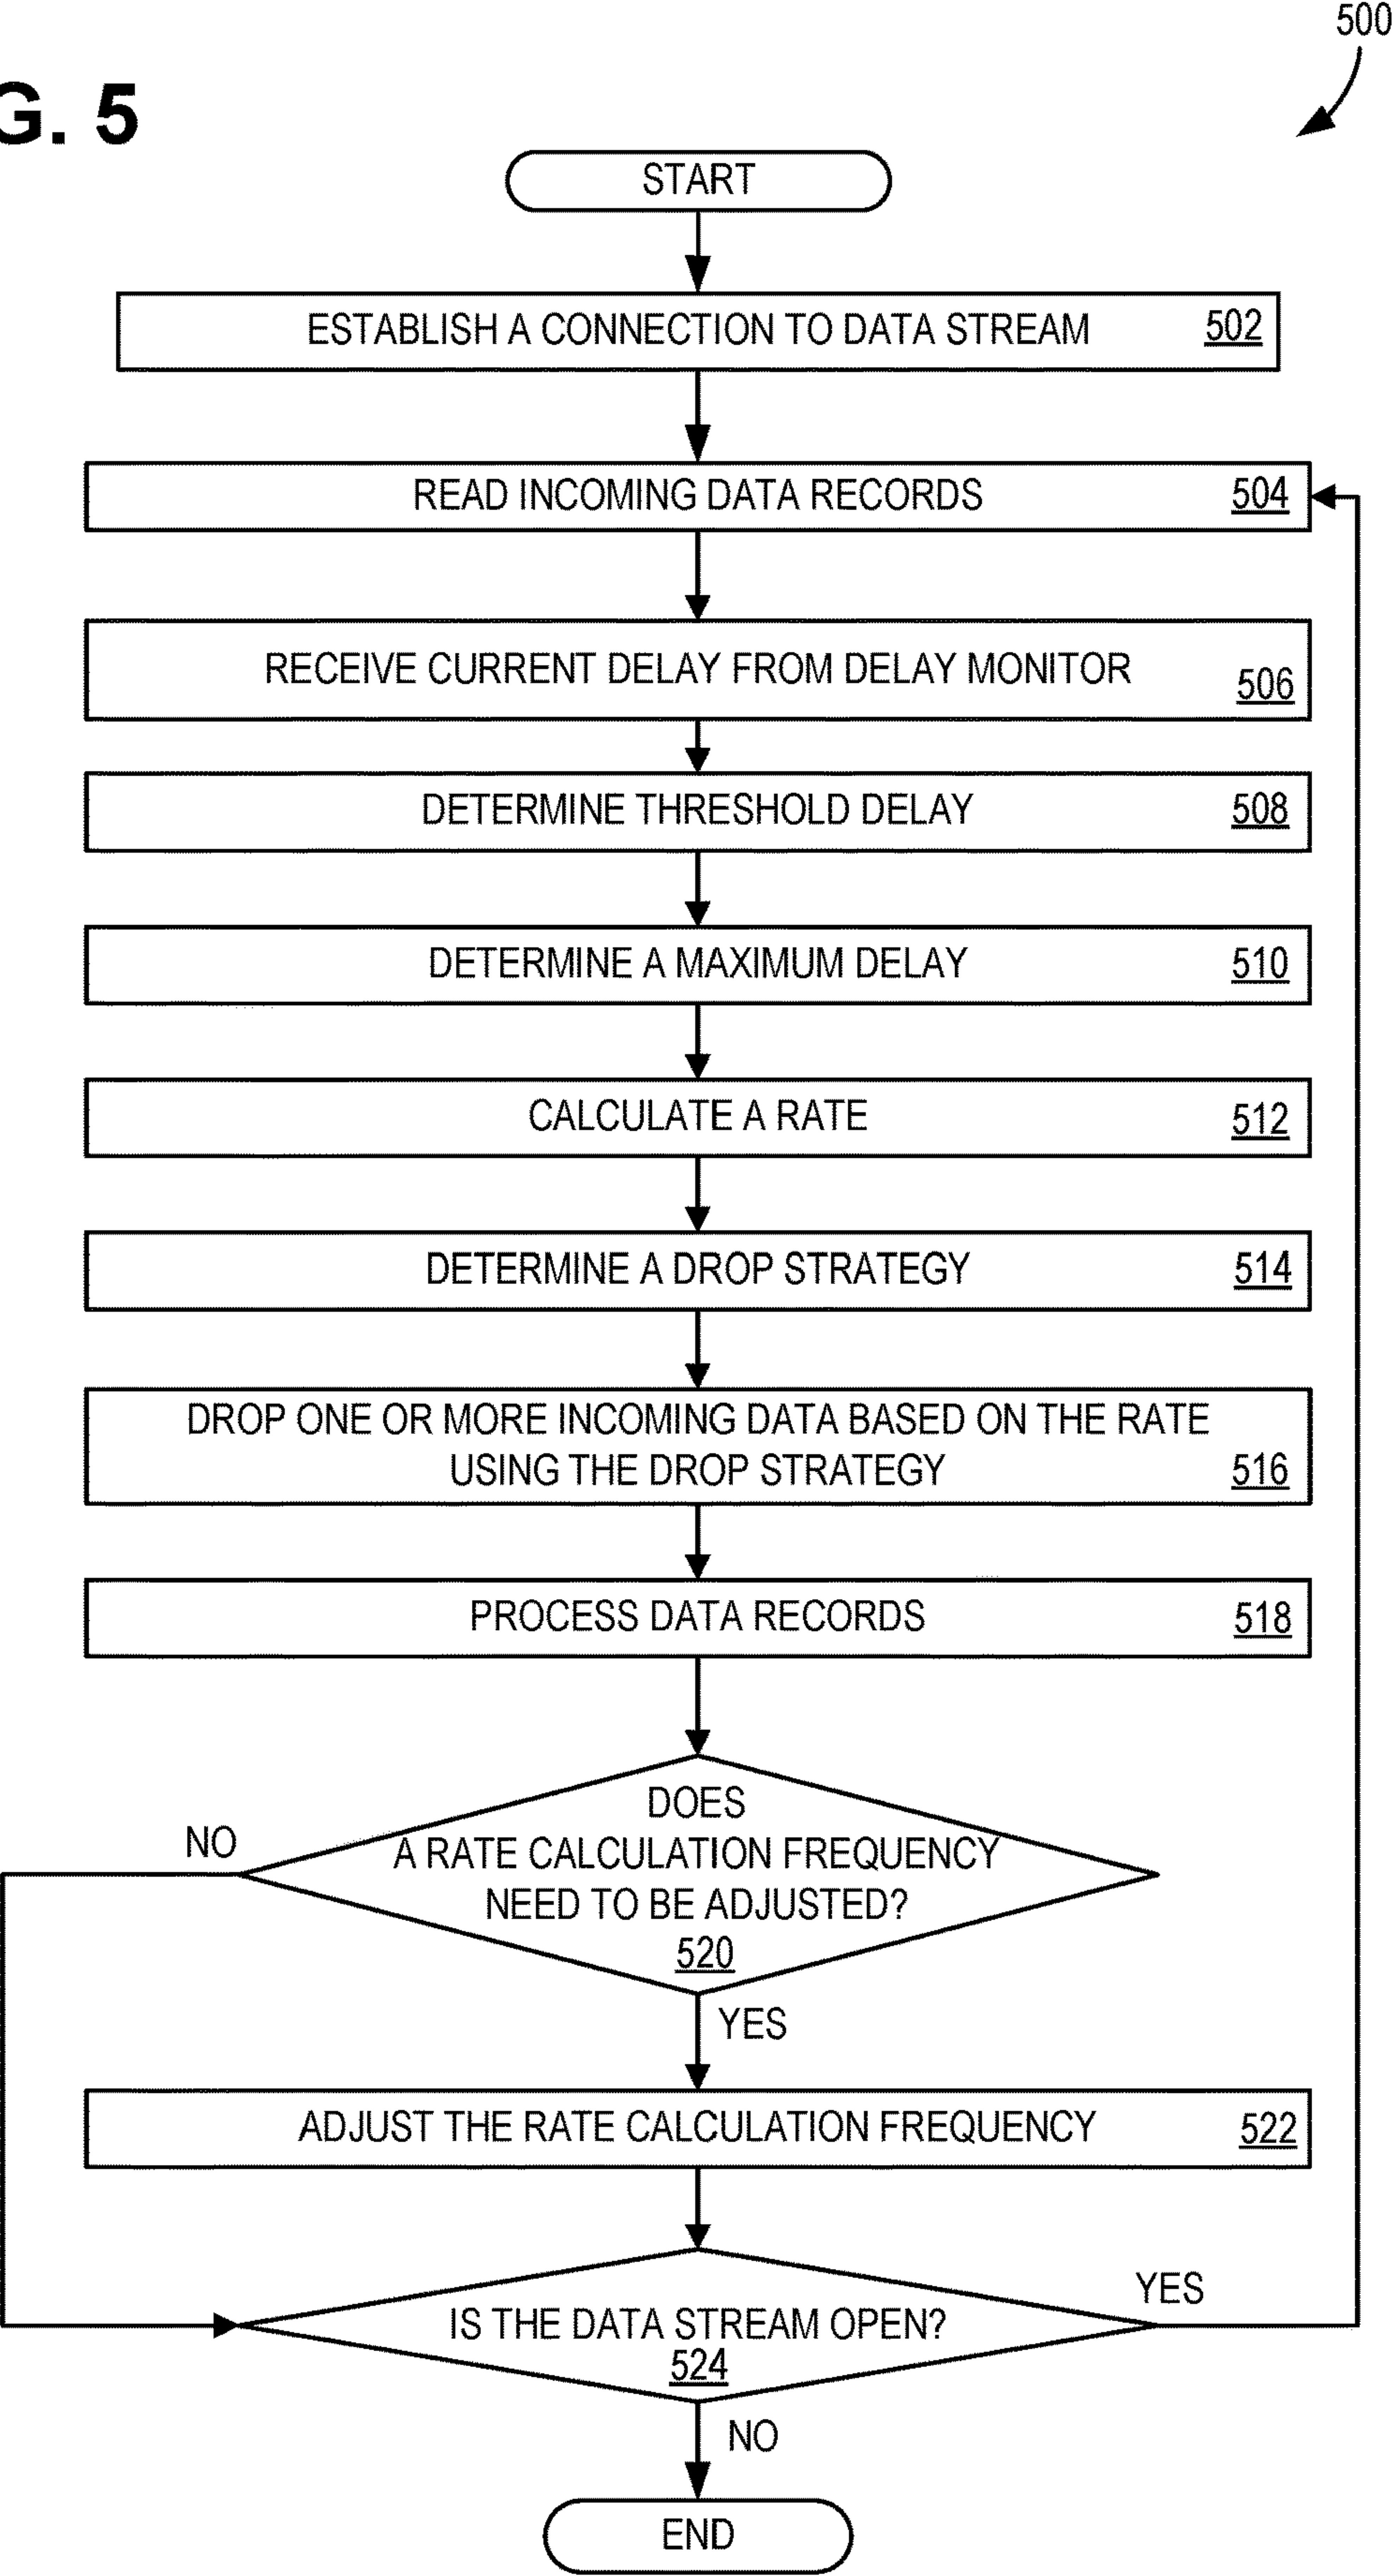 500
G. 5
START
ESTABLISH A CONNECTION TO DATA STREAM 502
READ INCOMING DATA RECORDS 504
RECEIVE CURRENT DELAY FROM DELAY MONITOR 506
DETERMINE THRESHOLD DELAY 508
DETERMINE A MAXIMUM DELAY 510
CALCULATE A RATE 512
DETERMINE A DROP STRATEGY 514
DROP ONE OR MORE INCOMING DATA BASED ON THE RATE
USING THE DROP STRATEGY 516
PROCESS DATA RECORDS 518
DOES
NO
A RATE CALCULATION FREQUENCY
NEED TO BE ADJUSTED?
520
YES
ADJUST THE RATE CALCULATION FREQUENCY 522
YES
IS THE DATA STREAM OPEN?
524
NO
END